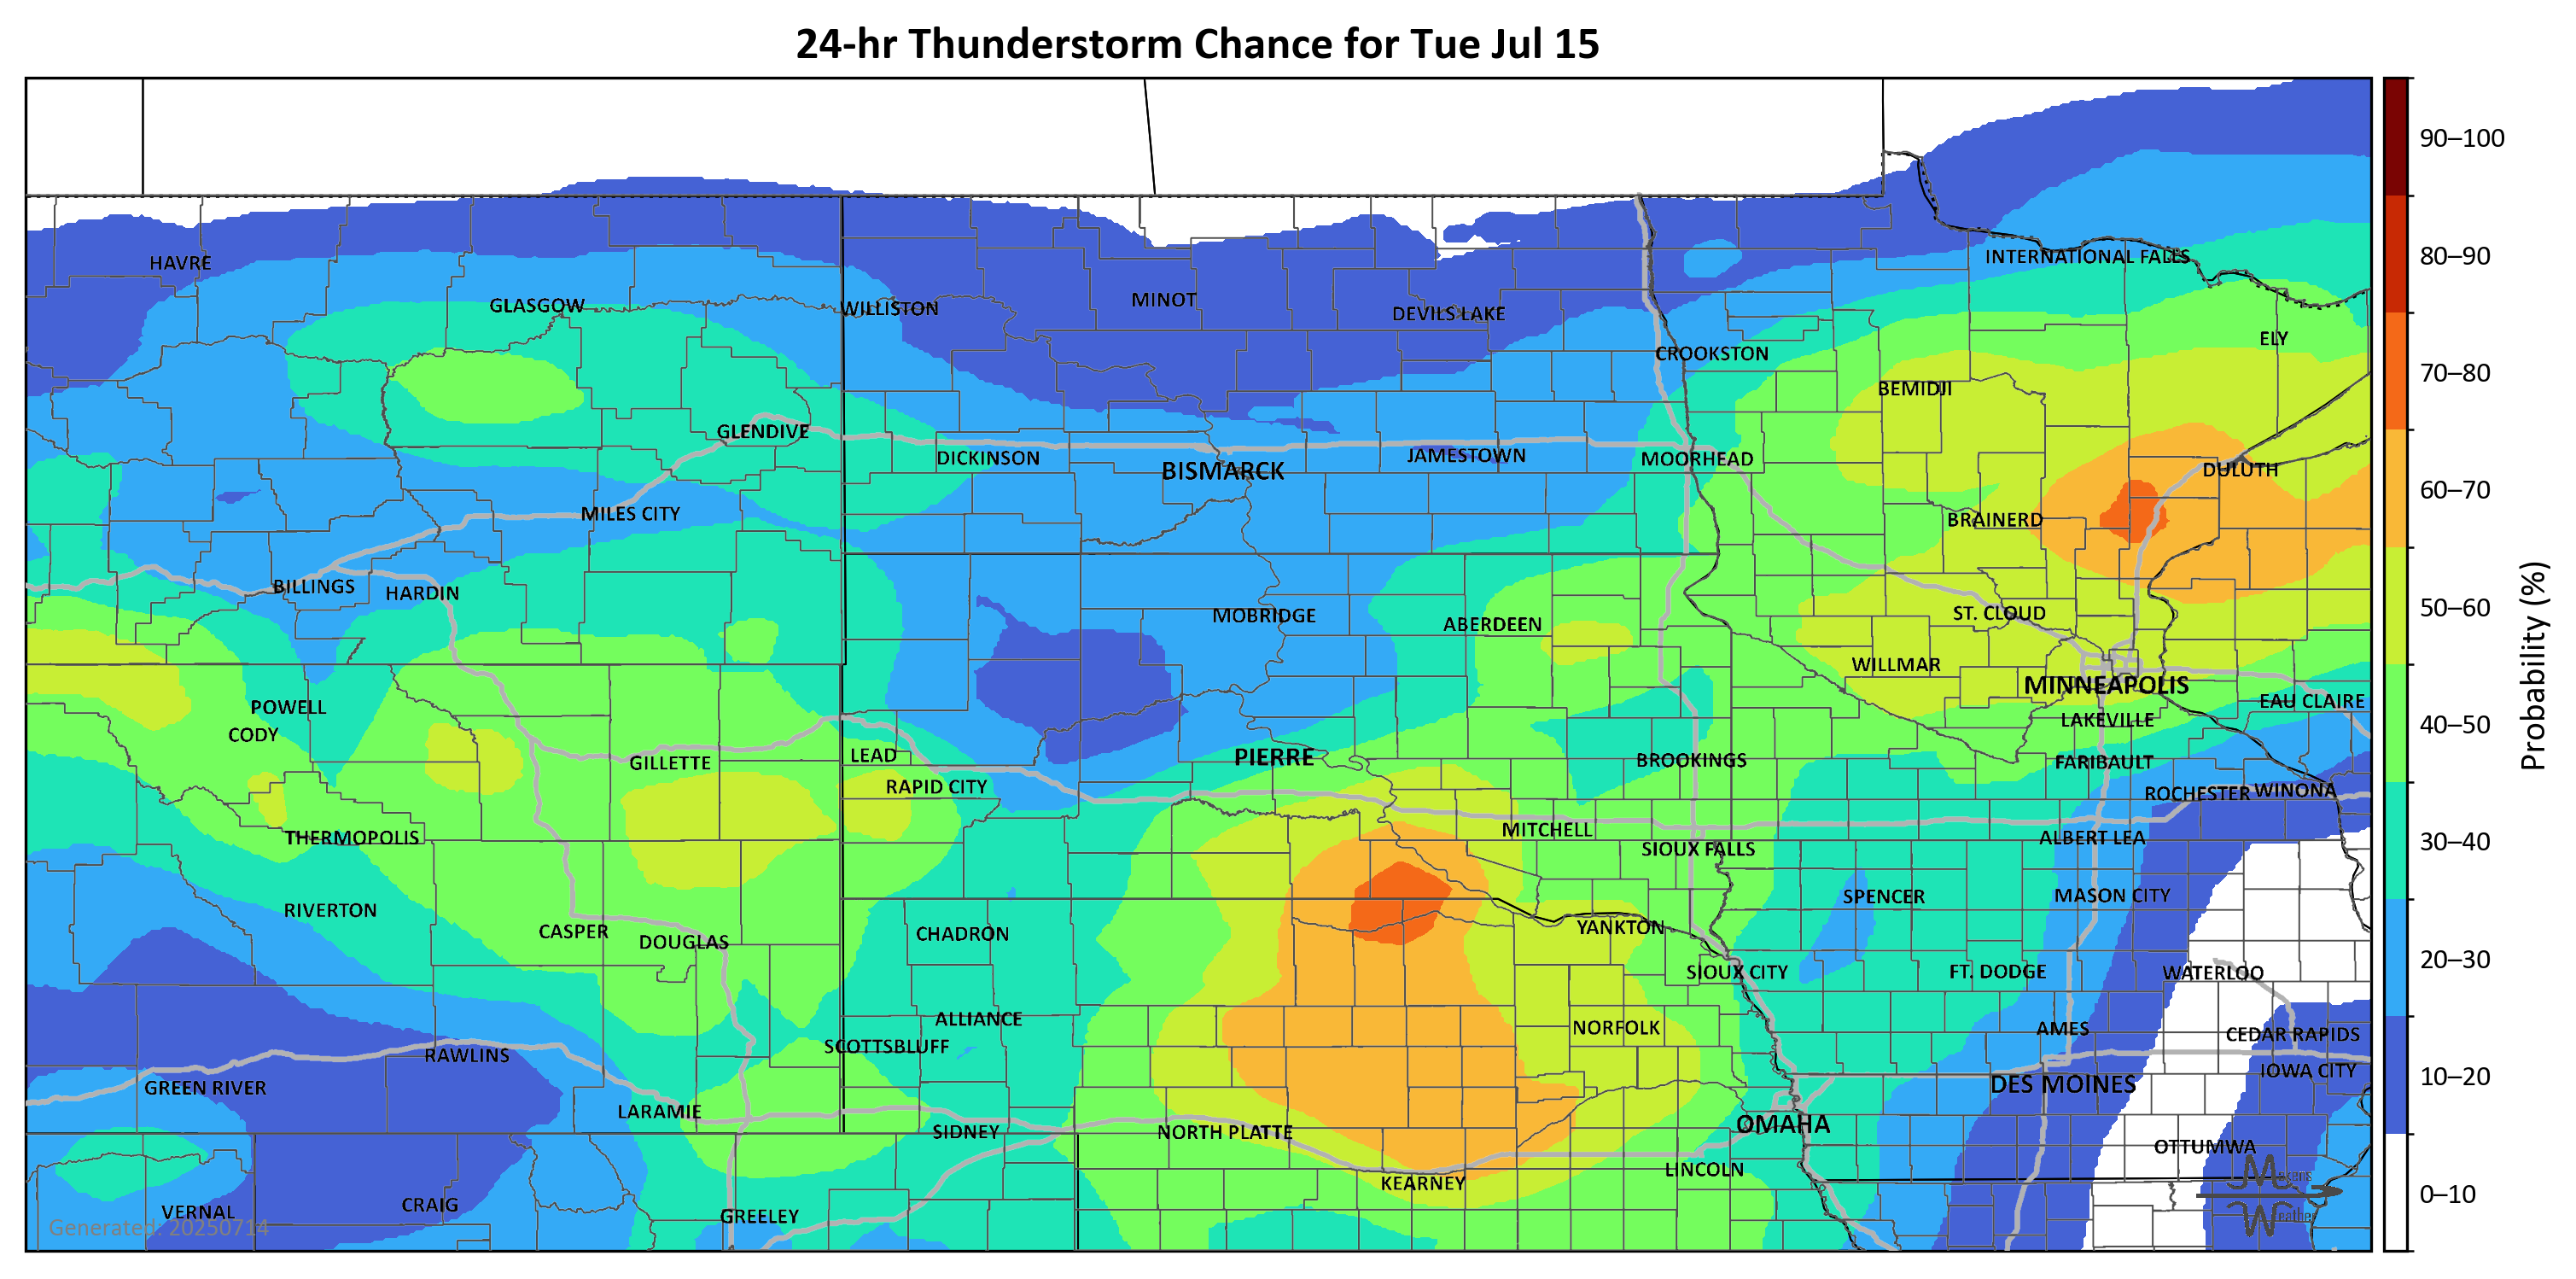 24-hr Thunderstorm Chance for Tue Jul 15
90–100
80–90
70–80
60–70
50–60
40–50
30–40
20–30
10–20
0–10
Probability (%)
HAVRE
INTERNATIONAL FALLS
GLASGOW
WILLISTON
MINOT
DEVILS LAKE
ELY
CROOKSTON
BEMIDJI
GLENDIVE
DICKINSON
BISMARCK
JAMESTOWN
MOORHEAD
DULUTH
MILES CITY
BRAINERD
BILLINGS
HARDIN
MOBRIDGE
ABERDEEN
ST. CLOUD
WILLMAR
MINNEAPOLIS
POWELL
EAU CLAIRE
CODY
LAKEVILLE
GILLETTE
LEAD
PIERRE
BROOKINGS
FARIBAULT
RAPID CITY
ROCHESTER
WINONA
THERMOPOLIS
MITCHELL
ALBERT LEA
SIOUX FALLS
RIVERTON
SPENCER
MASON CITY
CASPER
DOUGLAS
CHADRON
YANKTON
SIOUX CITY
FT. DODGE
WATERLOO
ALLIANCE
NORFOLK
AMES
CEDAR RAPIDS
RAWLINS
SCOTTSBLUFF
GREEN RIVER
DES MOINES
IOWA CITY
LARAMIE
SIDNEY
NORTH PLATTE
OMAHA
OTTUMWA
LINCOLN
KEARNEY
VERNAL
CRAIG
GREELEY
Generated: 20250714
Mekens
Weather